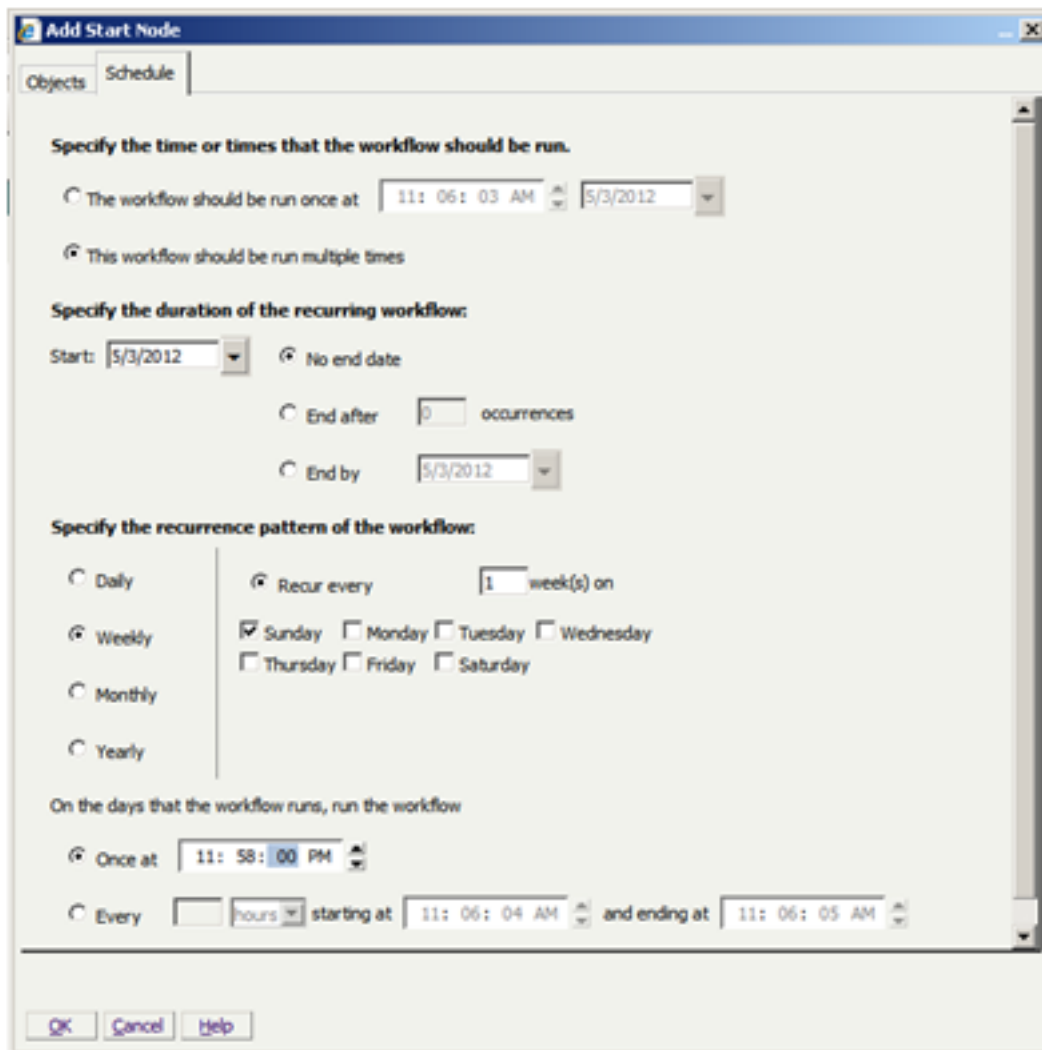 Add Start Node
Objects Schedule
Specify the time or times that the workflow should be run.
The workflow should be run once at 11: 06: 03 AM 5/3/2012
This workflow should be run multiple times
Specify the duration of the recurring workflow:
Start: 5/3/2012 No end date
End after 0 occurrences
End by 5/3/2012
Specify the recurrence pattern of the workflow:
Daily Recur every 1 week(s) on
Weekly Sunday Monday Tuesday Wednesday
Thursday Friday Saturday
Monthly
Yearly
On the days that the workflow runs, run the workflow
Once at 11: 58: 00 PM
Every hours starting at 11: 06: 04 AM and ending at 11: 06: 05 AM
OK Cancel Help